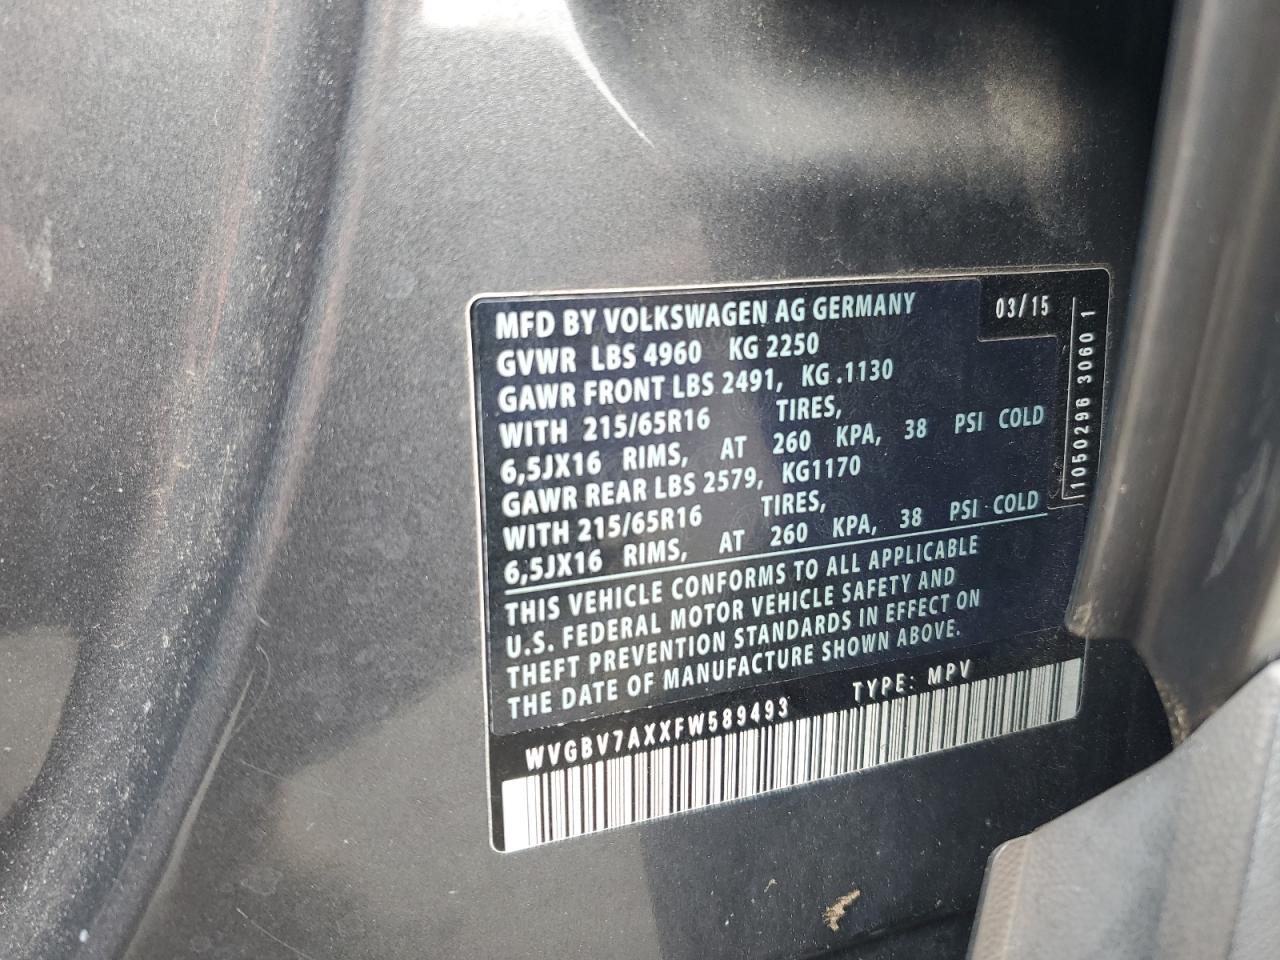 MFD BY VOLKSWAGEN AG GERMANY 03/15
GVWR LBS 4960 KG 2250
GAWR FRONT LBS 2491, KG .1130
WITH 215/65R16 TIRES,
6,5JX16 RIMS, AT 260 KPA, 38 PSI COLD
GAWR REAR LBS 2579, KG1170
WITH 215/65R16 TIRES,
6,5JX16 RIMS, AT 260 KPA, 38 PSI COLD
THIS VEHICLE CONFORMS TO ALL APPLICABLE
U.S. FEDERAL MOTOR VEHICLE SAFETY AND
THEFT PREVENTION STANDARDS IN EFFECT ON
THE DATE OF MANUFACTURE SHOWN ABOVE.
WVGBV7AXXFW589493 TYPE: MPV
1050296 3060 1